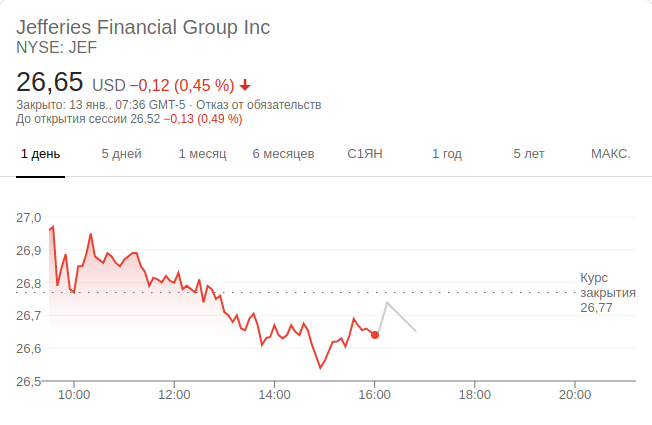 Jefferies Financial Group Inc
NYSE: JEF
26,65 USD −0,12 (0,45 %)
Закрыто: 13 янв., 07:36 GMT-5 · Отказ от обязательств
До открытия сессии 26,52 −0,13 (0,49 %)
1 день 5 дней 1 месяц 6 месяцев С1ЯН 1 год 5 лет МАКС.
27,0
26,9
26,8
26,7
26,6
26,5
Курс
закрытия
26,77
10:00 12:00 14:00 16:00 18:00 20:00